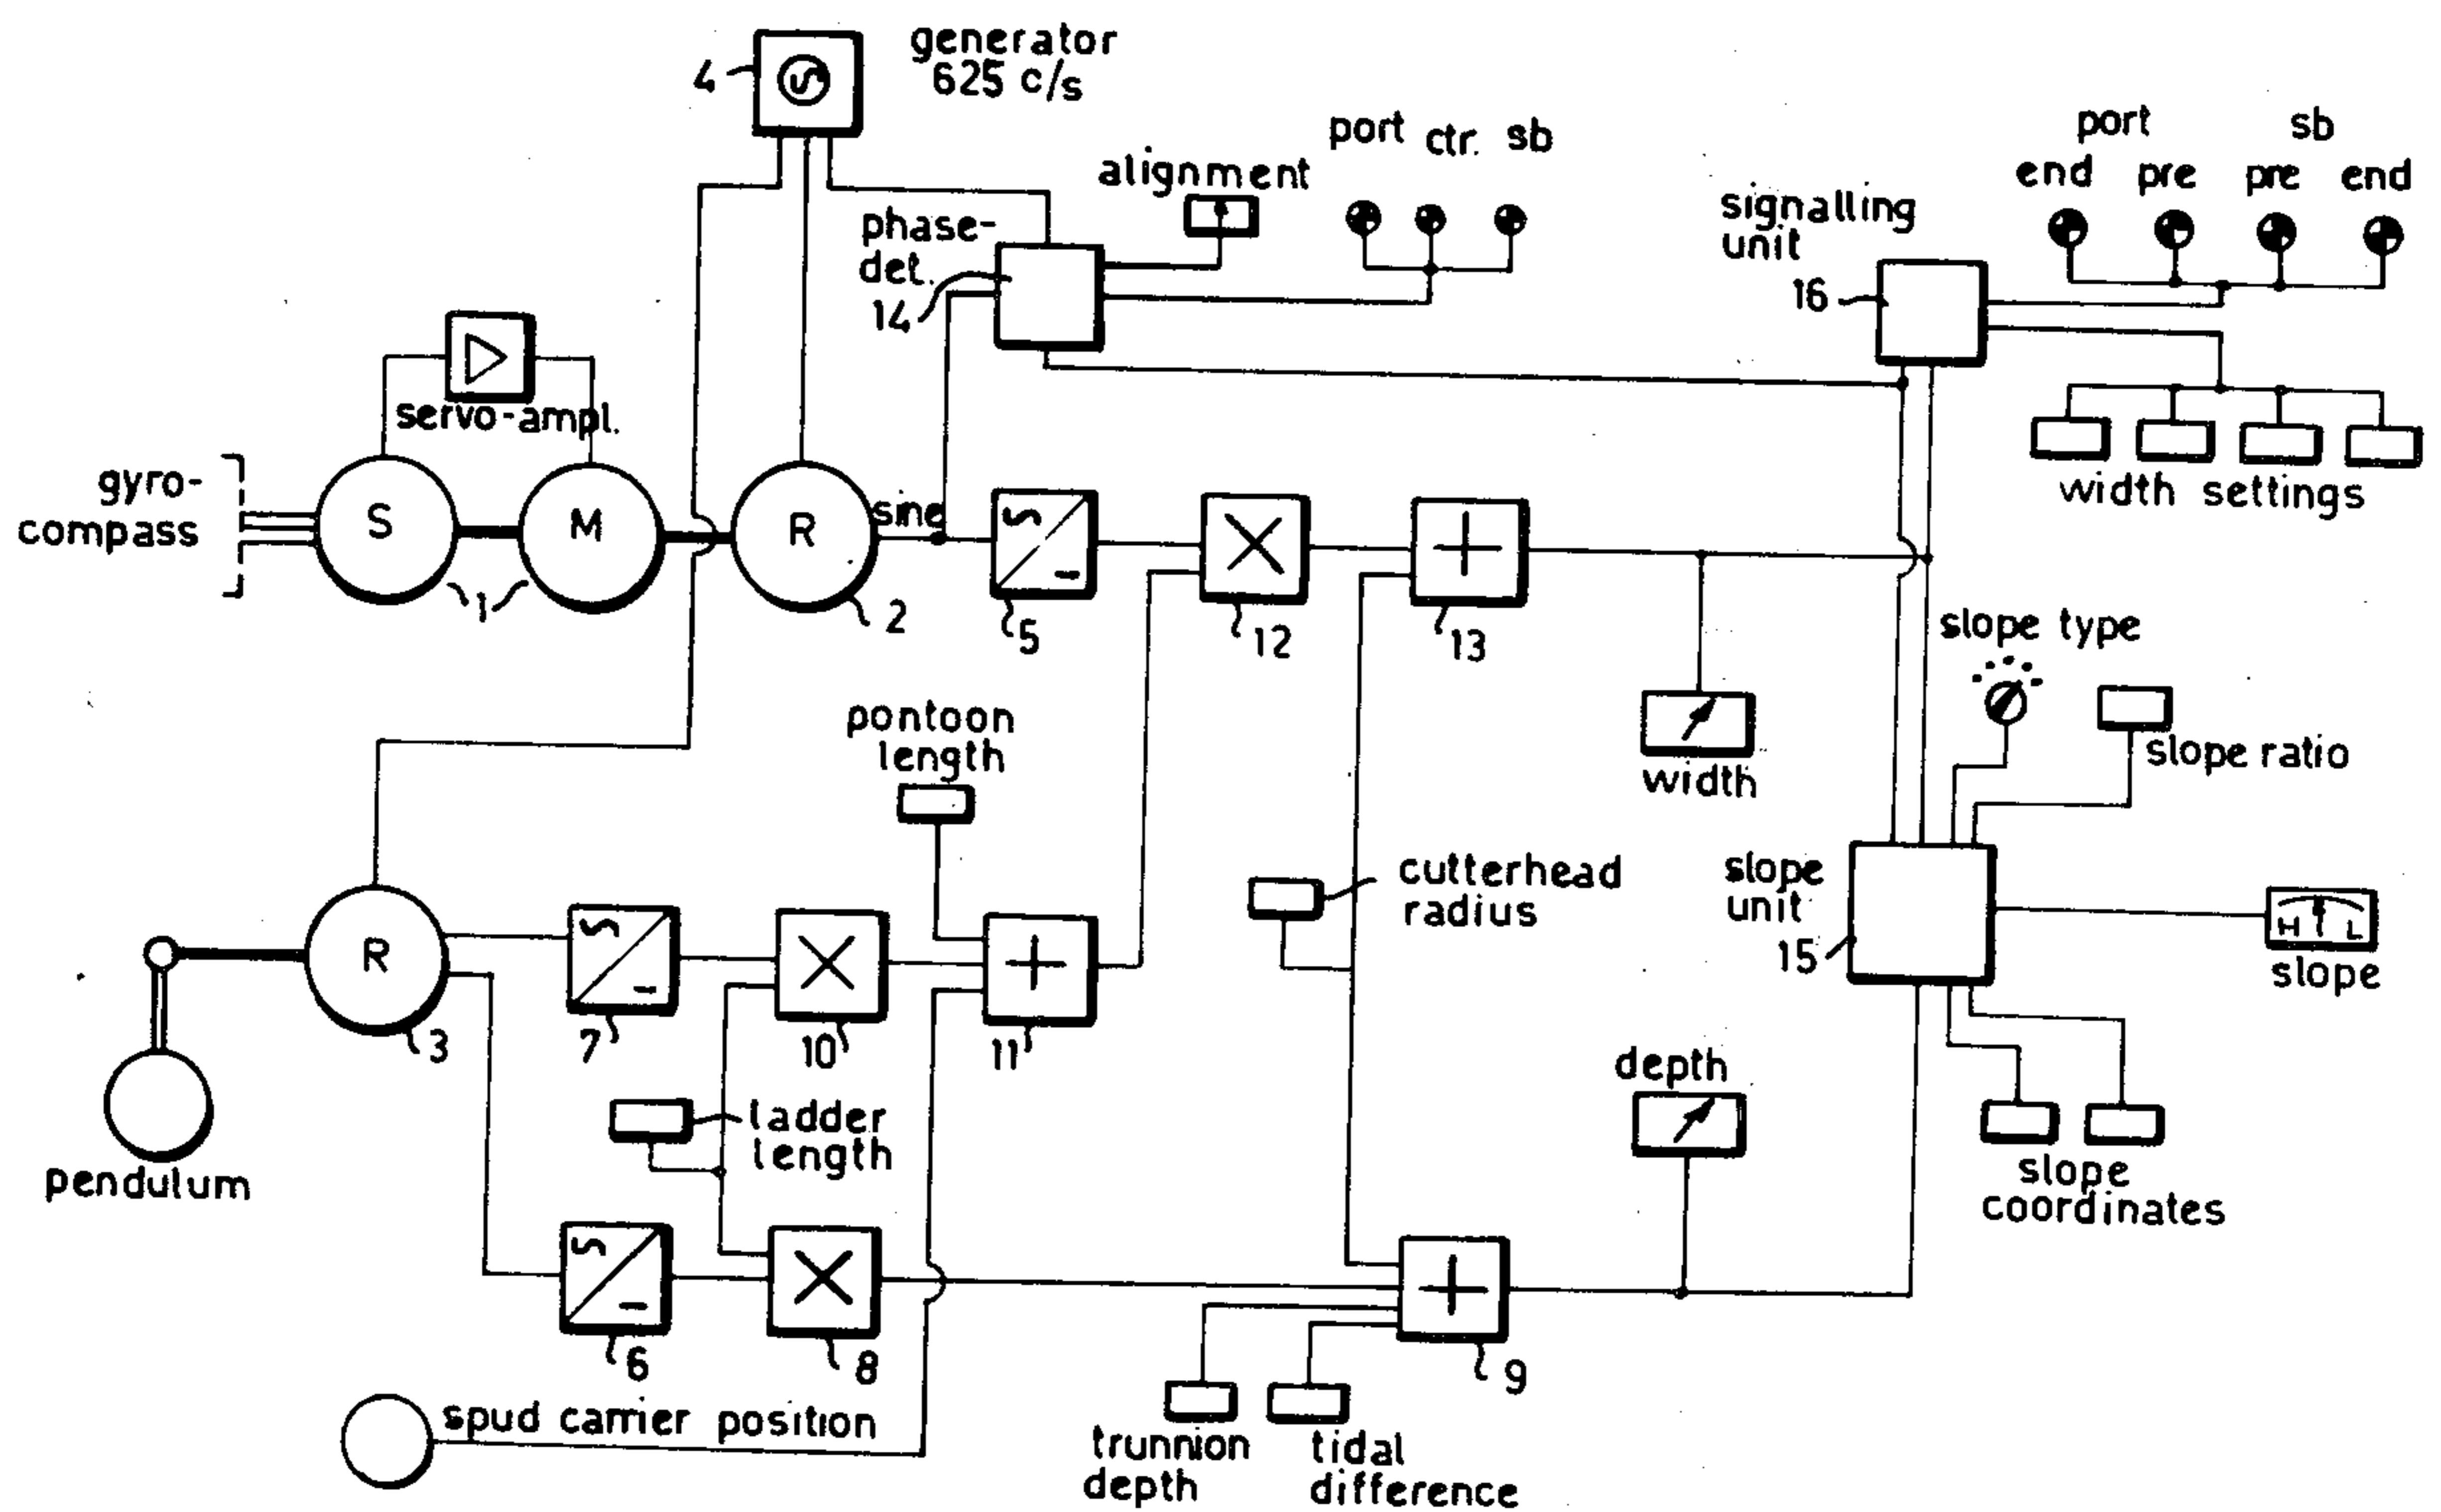 generator
625 c/s
4
port ctr. sb
alignment
port sb
end pre pre end
signalling
unit
16
phase-
det.
14
servo-ampl.
gyro-
compass
S
M
R
sine
1
2
5
12
13
width settings
slope type
slope ratio
pontoon
length
width
cutterhead
radius
slope
unit
15
H L
slope
R
3
7
10
11
pendulum
ladder
length
depth
slope
coordinates
6
8
9
spud carrier position
trunnion
depth
tidal
difference